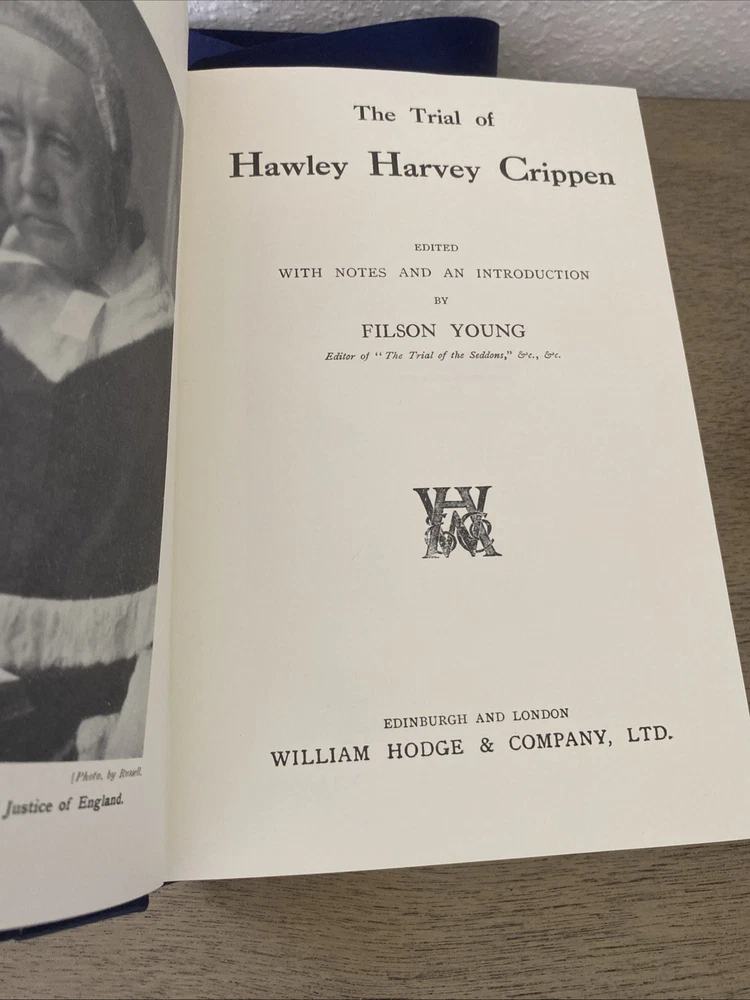 [Photo, by Russell.
Justice of England.
The Trial of
Hawley Harvey Crippen
EDITED
WITH NOTES AND AN INTRODUCTION
BY
FILSON YOUNG
Editor of "The Trial of the Seddons," &c., &c.
EDINBURGH AND LONDON
WILLIAM HODGE & COMPANY, LTD.